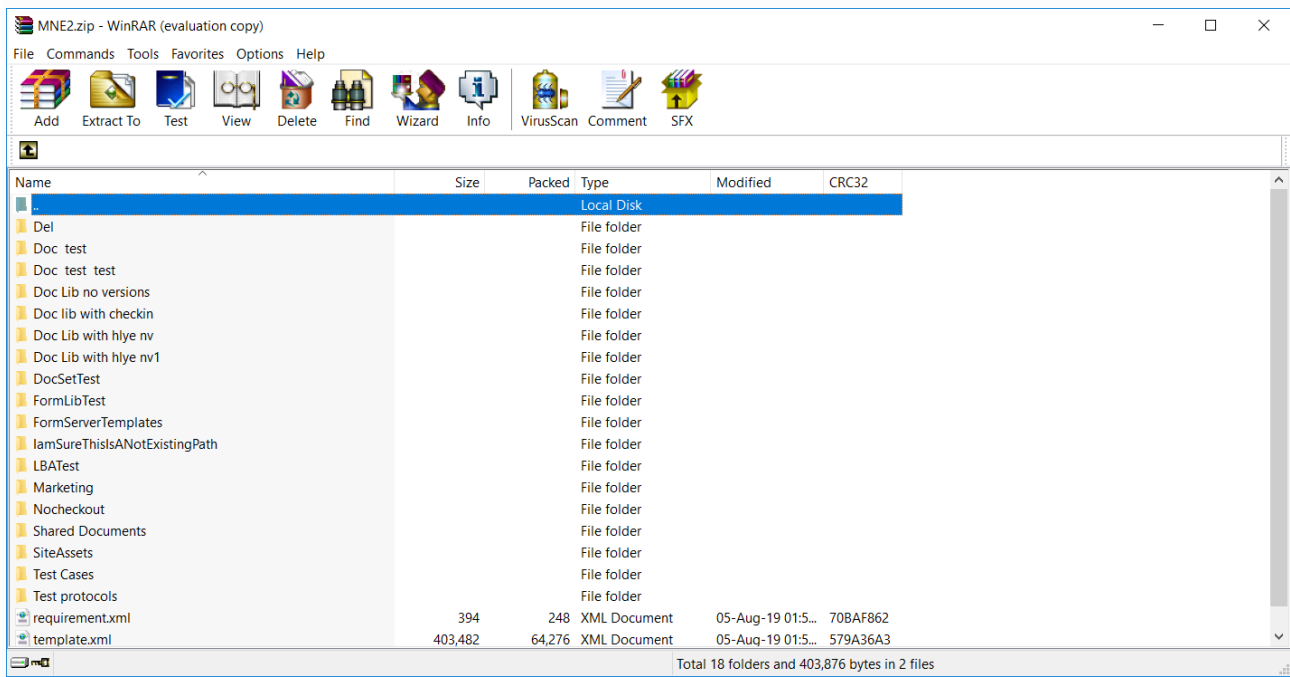 MNE2.zip - WinRAR (evaluation copy)
File Commands Tools Favorites Options Help
Add Extract To Test View Delete Find Wizard Info VirusScan Comment SFX
Name Size Packed Type Modified CRC32
.. Local Disk
Del File folder
Doc test File folder
Doc test test File folder
Doc Lib no versions File folder
Doc lib with checkin File folder
Doc Lib with hlye nv File folder
Doc Lib with hlye nv1 File folder
DocSetTest File folder
FormLibTest File folder
FormServerTemplates File folder
IamSureThisIsANotExistingPath File folder
LBATest File folder
Marketing File folder
Nocheckout File folder
Shared Documents File folder
SiteAssets File folder
Test Cases File folder
Test protocols File folder
requirement.xml 394 248 XML Document 05-Aug-19 01:5... 70BAF862
template.xml 403,482 64,276 XML Document 05-Aug-19 01:5... 579A36A3
Total 18 folders and 403,876 bytes in 2 files